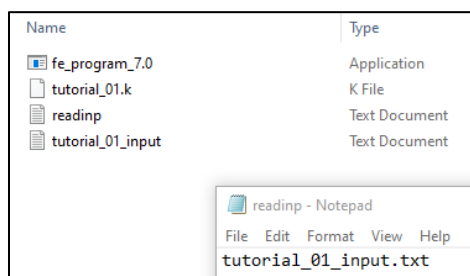 Name Type
fe_program_7.0 Application
tutorial_01.k K File
readinp Text Document
tutorial_01_input Text Document
readinp - Notepad
File Edit Format View Help
tutorial_01_input.txt